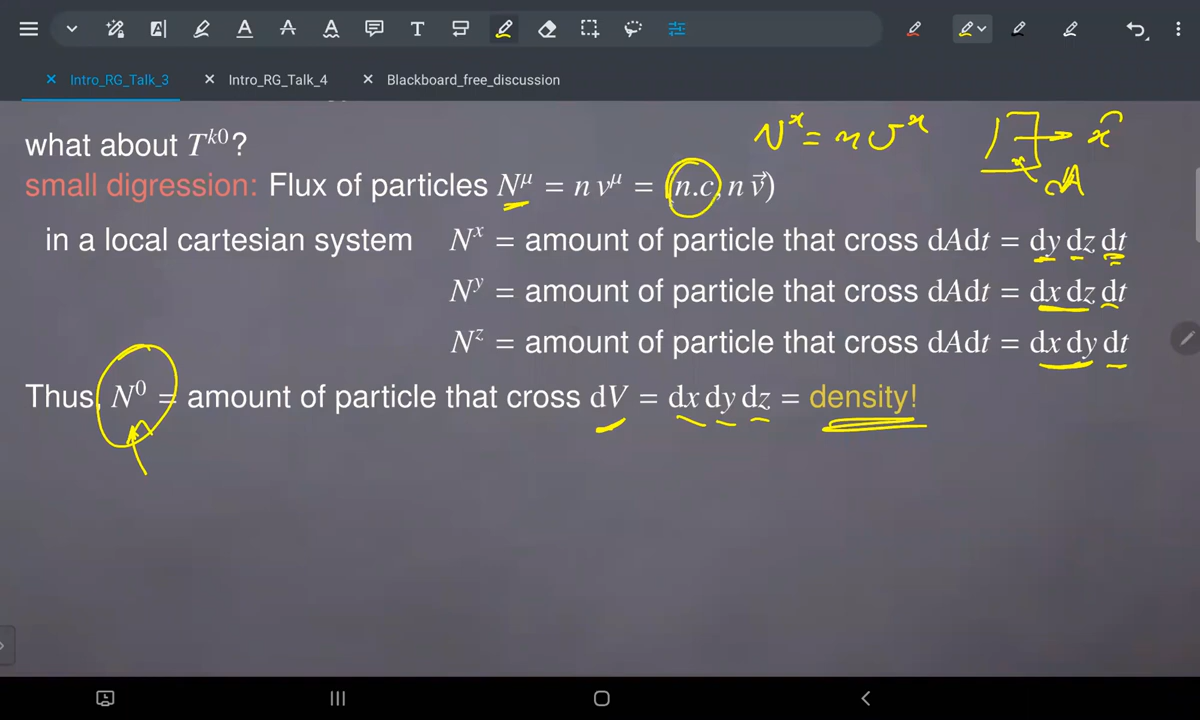 Intro_RG_Talk_3 Intro_RG_Talk_4 Blackboard_free_discussion
what about T^{k0}?
N^x = n v^x x̂
dA
small digression: Flux of particles N^μ = n v^μ = (n.c, n v⃗)
in a local cartesian system N^x = amount of particle that cross dAdt = dy dz dt
N^y = amount of particle that cross dAdt = dx dz dt
N^z = amount of particle that cross dAdt = dx dy dt
Thus, N^0 = amount of particle that cross dV = dx dy dz = density!